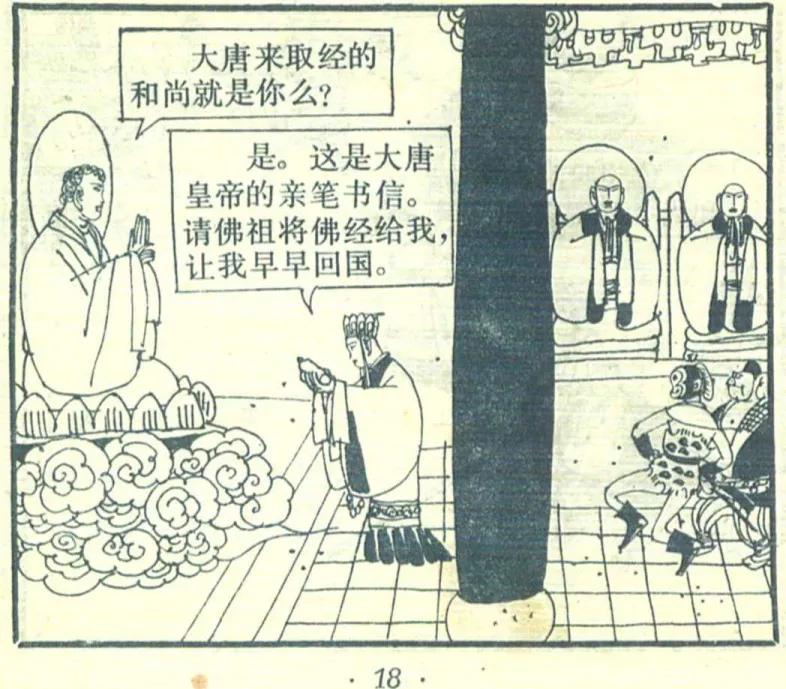 大唐来取经的
和尚就是你么?
是。这是大唐
皇帝的亲笔书信。
请佛祖将佛经给我,
让我早早回国。
· 18 ·